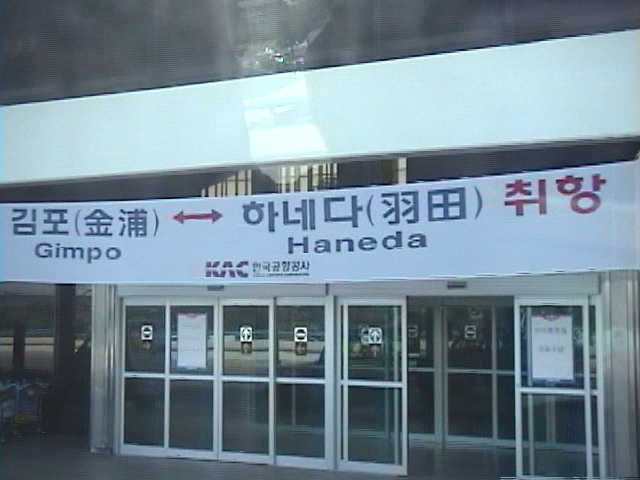 김포(金浦) ↔ 하네다(羽田) 취항
Gimpo Haneda
KAC 한국공항공사